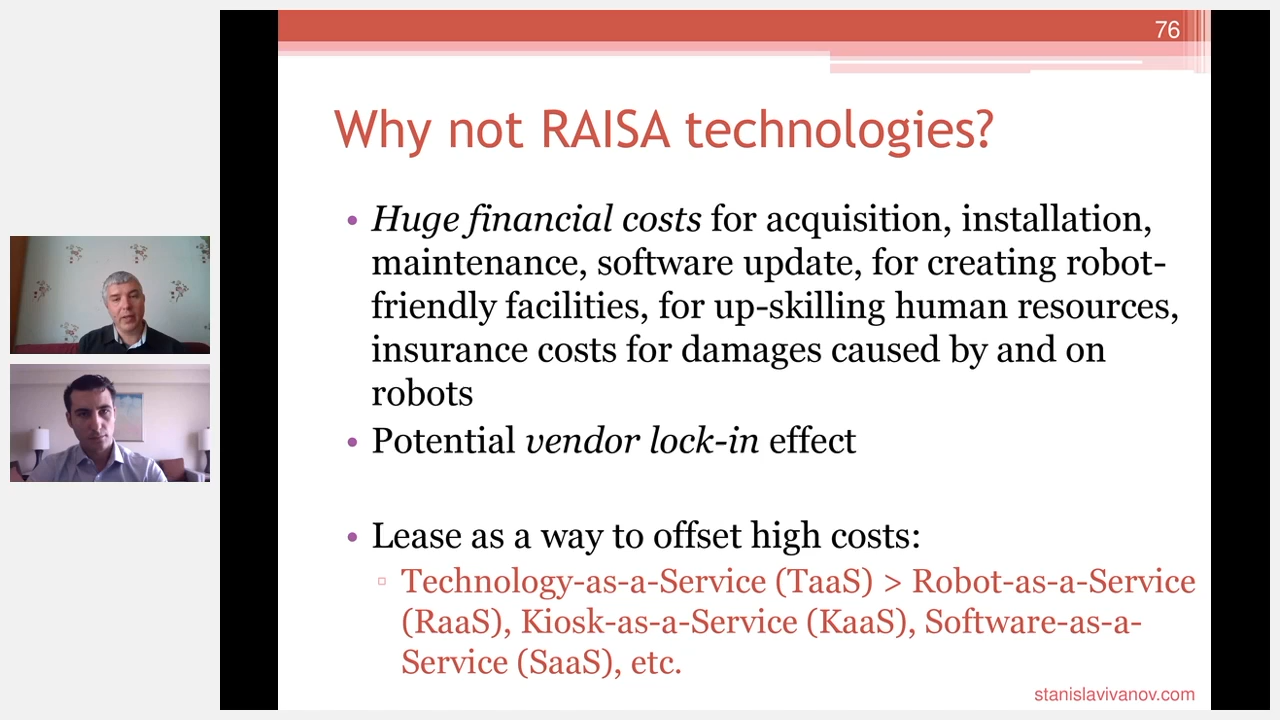 76
Why not RAISA technologies?
• Huge financial costs for acquisition, installation,
maintenance, software update, for creating robot-
friendly facilities, for up-skilling human resources,
insurance costs for damages caused by and on
robots
• Potential vendor lock-in effect
• Lease as a way to offset high costs:
▫ Technology-as-a-Service (TaaS) > Robot-as-a-Service
(RaaS), Kiosk-as-a-Service (KaaS), Software-as-a-
Service (SaaS), etc.
stanislavivanov.com